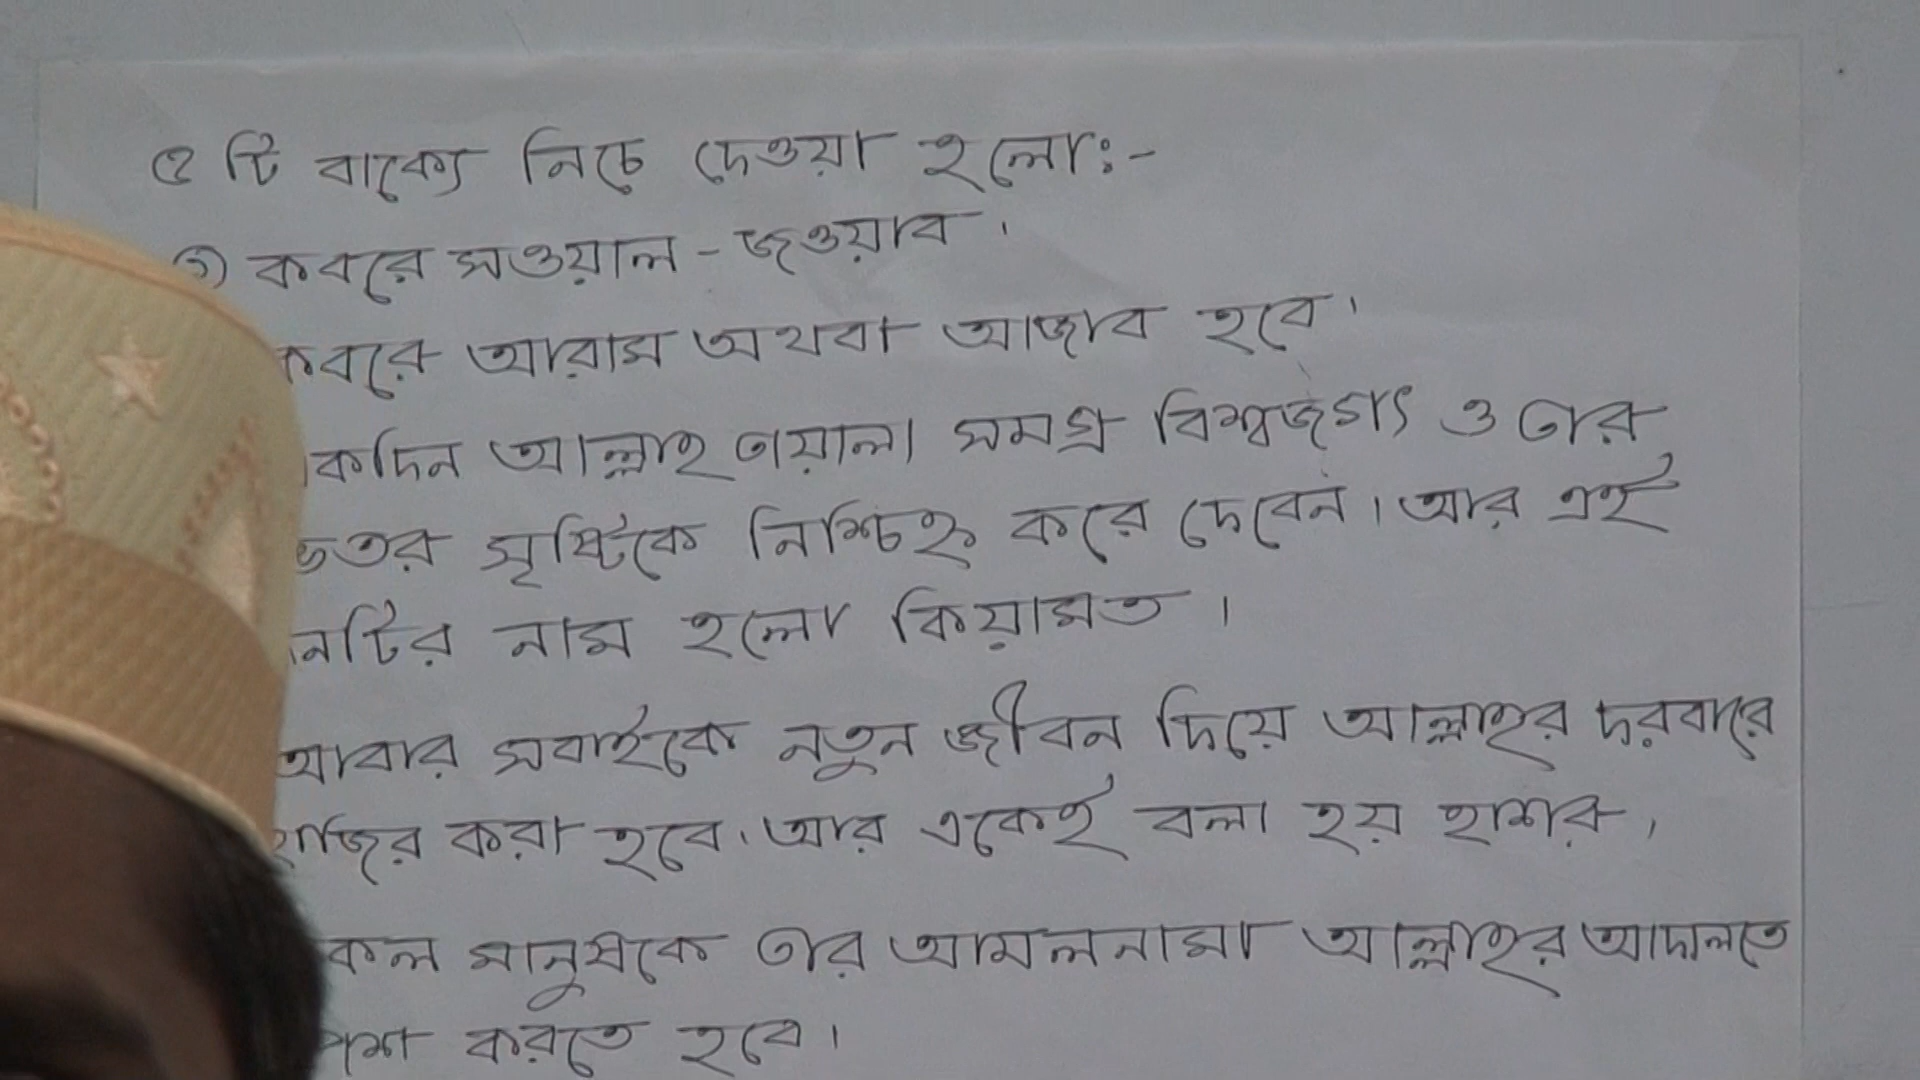 ৫ টি বাক্যে নিচে দেওয়া হলোঃ-
১) কবরে সওয়াল - জওয়াব ।
কবরে আরাম অথবা আজাব হবে ।
কদিন আল্লাহ তায়ালা সমগ্র বিশ্বজগৎ ও তার
ভেতর সৃষ্টিকে নিশ্চিহ্ন করে দেবেন । আর এই
নটির নাম হলো কিয়ামত ।
আবার সবাইকে নতুন জীবন দিয়ে আল্লাহর দরবারে
হাজির করা হবে । আর একেই বলা হয় হাশর ,
কল মানুষকে তার আমলনামা আল্লাহর আদালতে
পেশ করতে হবে ।